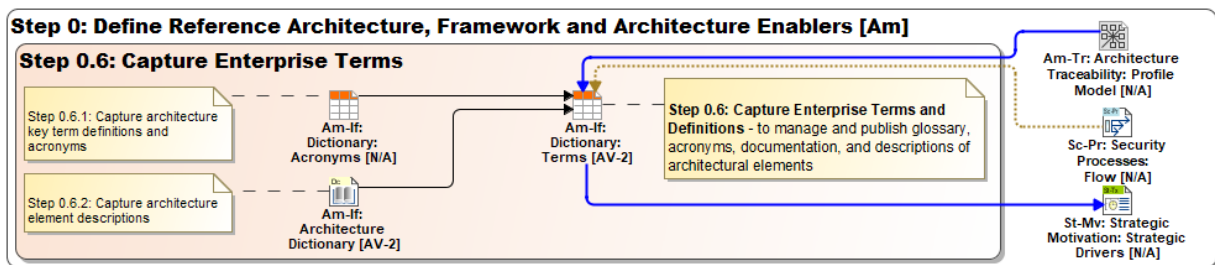 Step 0: Define Reference Architecture, Framework and Architecture Enablers [Am]
Step 0.6: Capture Enterprise Terms
Step 0.6.1: Capture architecture
key term definitions and
acronyms
Am-If:
Dictionary:
Acronyms [N/A]
Step 0.6.2: Capture architecture
element descriptions
Am-If:
Architecture
Dictionary [AV-2]
Am-If:
Dictionary:
Terms [AV-2]
Step 0.6: Capture Enterprise Terms and
Definitions - to manage and publish glossary,
acronyms, documentation, and descriptions of
architectural elements
Am-Tr: Architecture
Traceability: Profile
Model [N/A]
Sc-Pr
Sc-Pr: Security
Processes:
Flow [N/A]
St-Tx
St-Mv: Strategic
Motivation: Strategic
Drivers [N/A]